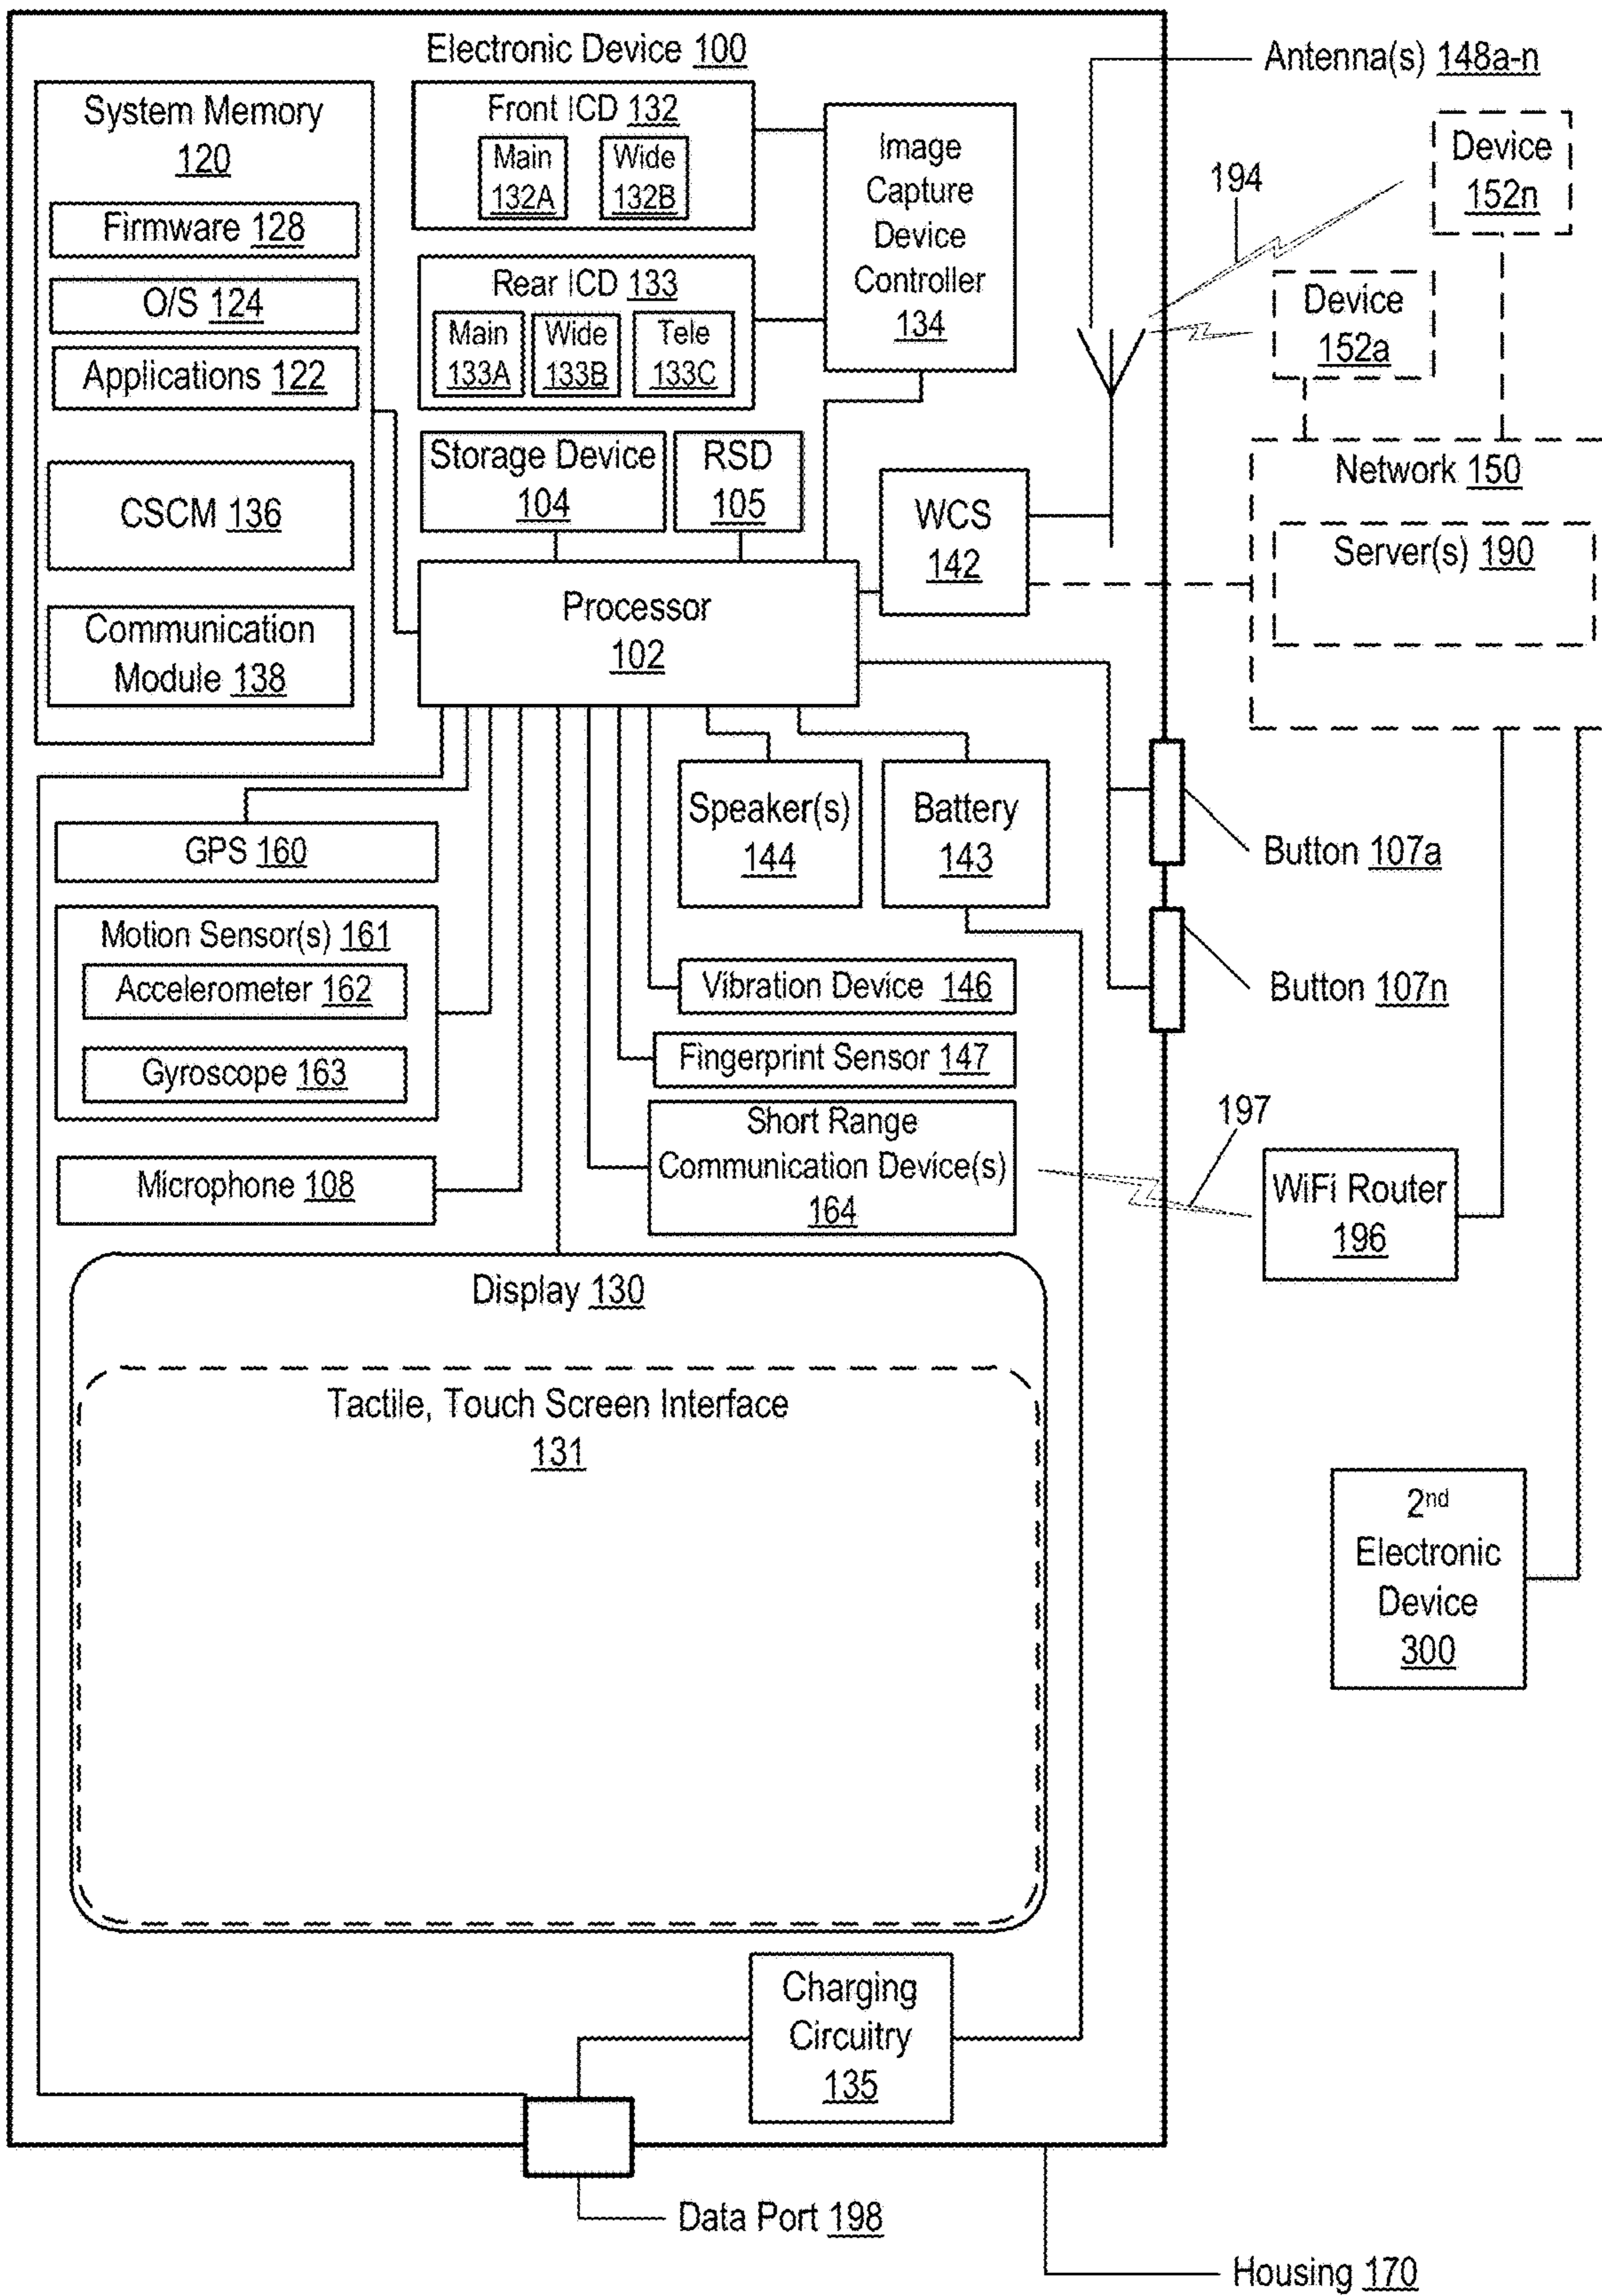 Electronic Device 100
System Memory
120
Firmware 128
O/S 124
Applications 122
CSCM 136
Communication
Module 138
Front ICD 132
Main
132A
Wide
132B
Rear ICD 133
Main
133A
Wide
133B
Tele
133C
Image
Capture
Device
Controller
134
Storage Device
104
RSD
105
Processor
102
WCS
142
Antenna(s) 148a-n
194
Device
152n
Device
152a
Network 150
Server(s) 190
GPS 160
Motion Sensor(s) 161
Accelerometer 162
Gyroscope 163
Microphone 108
Speaker(s)
144
Battery
143
Button 107a
Button 107n
Vibration Device 146
Fingerprint Sensor 147
Short Range
Communication Device(s)
164
197
WiFi Router
196
Display 130
Tactile, Touch Screen Interface
131
2nd
Electronic
Device
300
Charging
Circuitry
135
Data Port 198
Housing 170